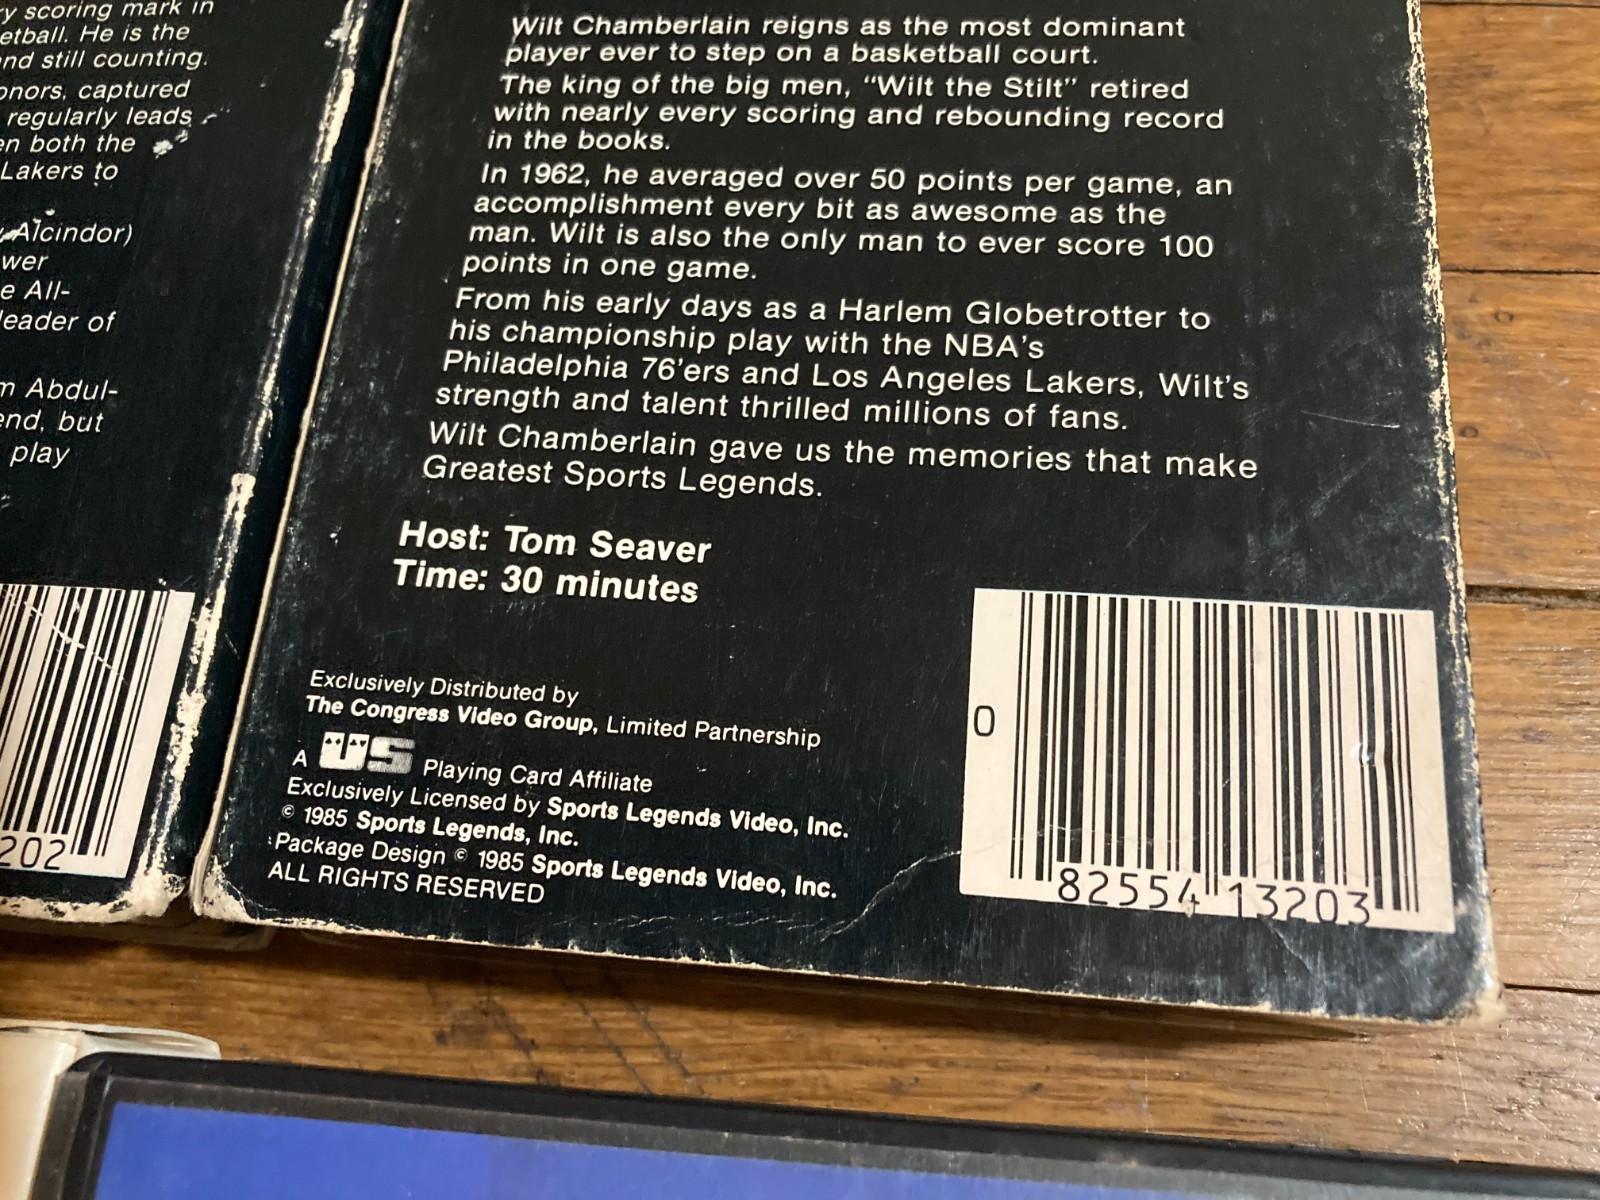 scoring mark in
etball. He is the
nd still counting.
onors, captured
regularly leads
en both the
Lakers to
Alcindor)
wer
e All-
leader of
m Abdul-
end, but
play
202
Wilt Chamberlain reigns as the most dominant
player ever to step on a basketball court.
The king of the big men, "Wilt the Stilt" retired
with nearly every scoring and rebounding record
in the books.
In 1962, he averaged over 50 points per game, an
accomplishment every bit as awesome as the
man. Wilt is also the only man to ever score 100
points in one game.
From his early days as a Harlem Globetrotter to
his championship play with the NBA's
Philadelphia 76'ers and Los Angeles Lakers, Wilt's
strength and talent thrilled millions of fans.
Wilt Chamberlain gave us the memories that make
Greatest Sports Legends.
Host: Tom Seaver
Time: 30 minutes
Exclusively Distributed by
The Congress Video Group, Limited Partnership
A US Playing Card Affiliate
Exclusively Licensed by Sports Legends Video, Inc.
© 1985 Sports Legends, Inc.
Package Design © 1985 Sports Legends Video, Inc.
ALL RIGHTS RESERVED
0 82554 13203